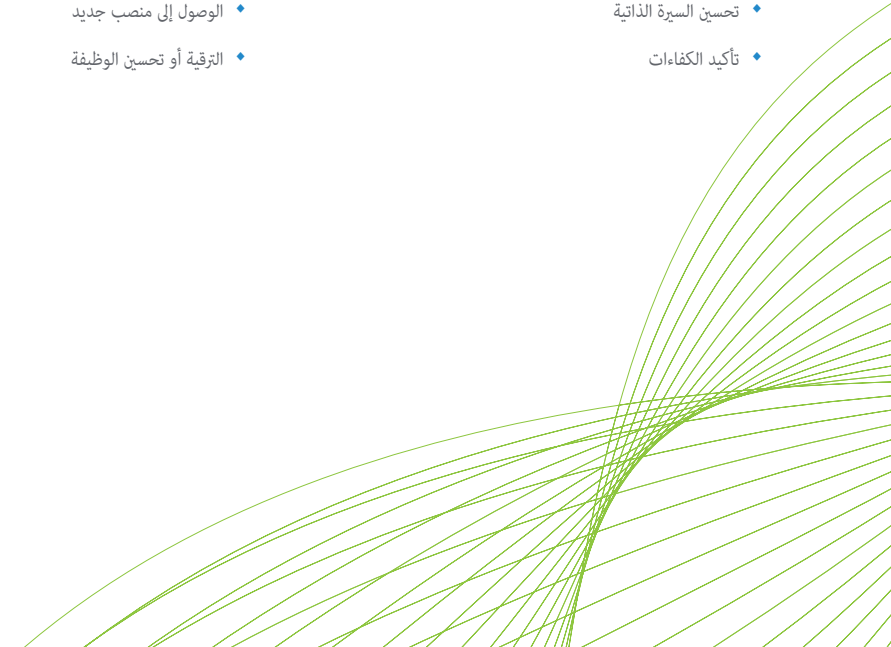 ◆ تحسين السيرة الذاتية
◆ تأكيد الكفاءات
◆ الوصول إلى منصب جديد
◆ الترقية أو تحسين الوظيفة